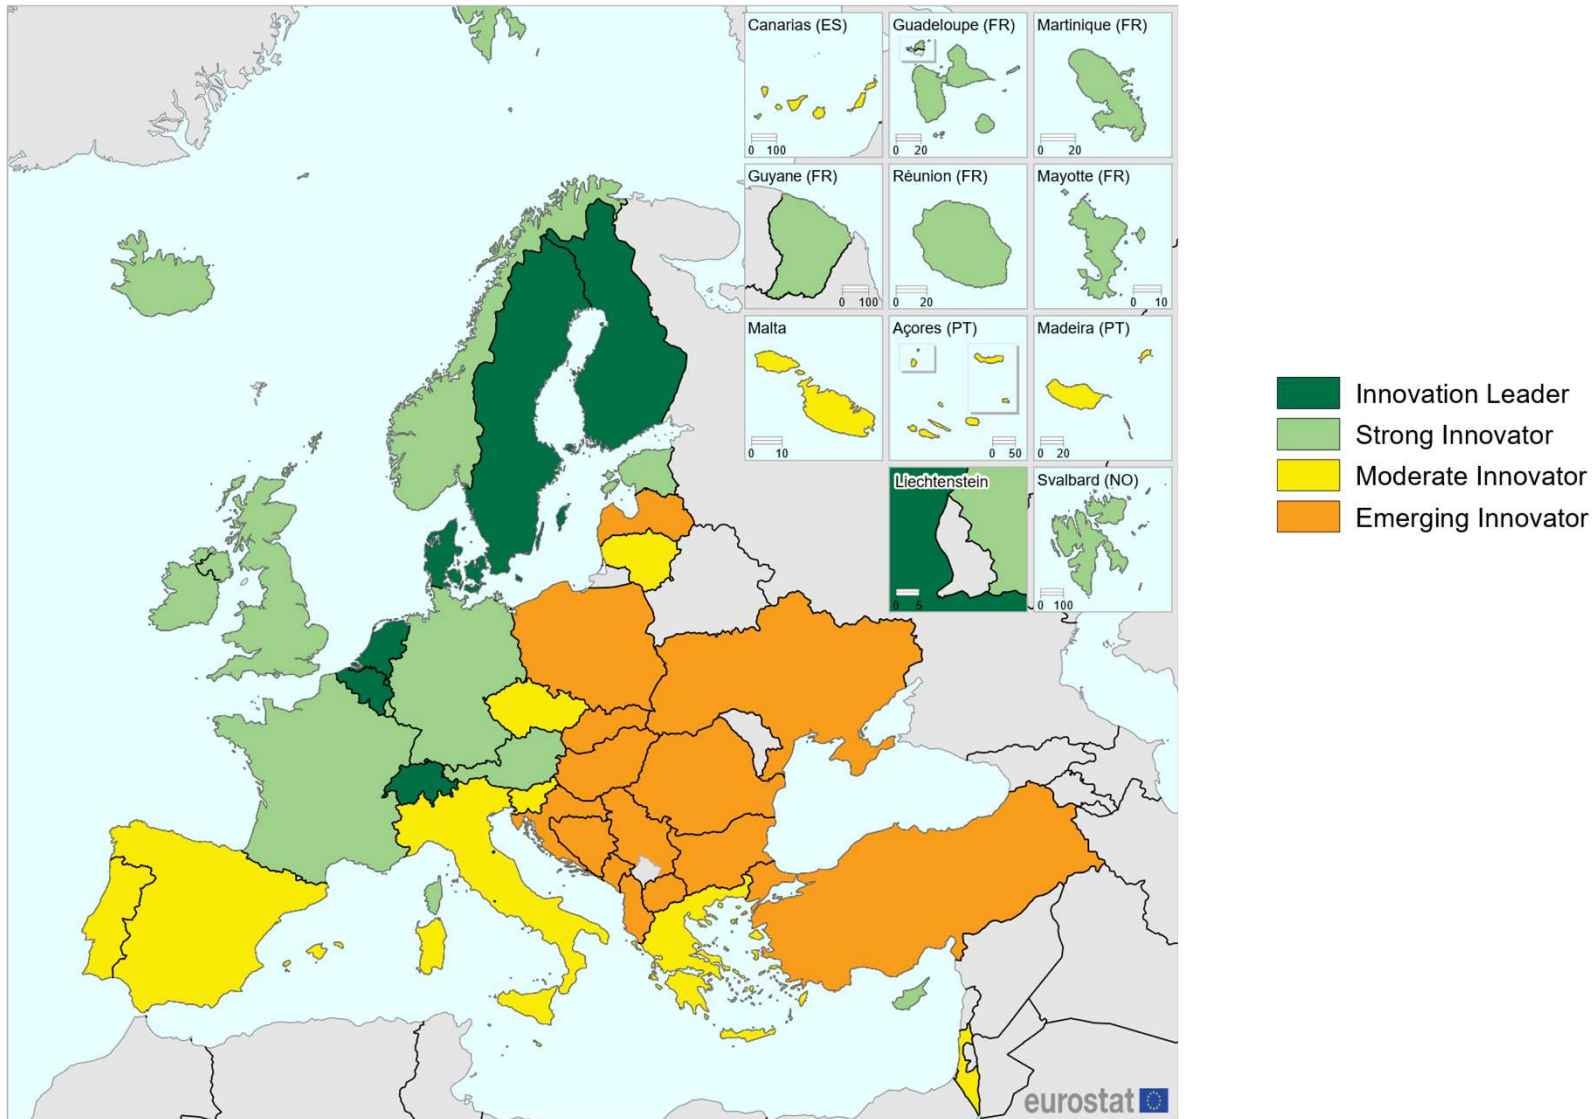 Canarias (ES)
0 100
Guadeloupe (FR)
0 20
Martinique (FR)
0 20
Guyane (FR)
0 100
Réunion (FR)
0 20
Mayotte (FR)
0 10
Malta
0 10
Açores (PT)
0 50
Madeira (PT)
0 20
Liechtenstein
0 5
Svalbard (NO)
0 100
Innovation Leader
Strong Innovator
Moderate Innovator
Emerging Innovator
eurostat